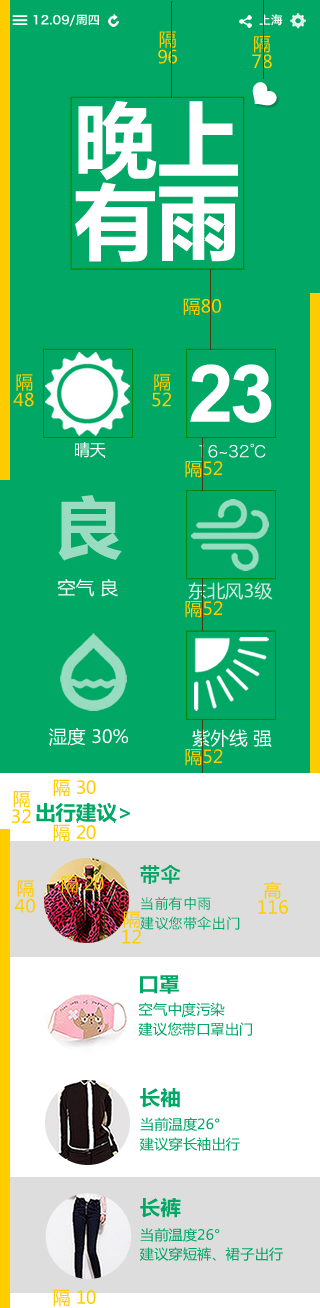 12.09/周四
上海
隔
96
隔
78
晚上
有雨
隔80
隔
48
隔
52
23
晴天
16~32℃
隔52
良
空气 良
东北风3级
隔52
湿度 30%
紫外线 强
隔52
隔 30
隔
32
出行建议>
隔 20
带伞
隔
40
隔 20
当前有中雨
高
116
隔
12
建议您带伞出门
口罩
空气中度污染
建议您带口罩出门
长袖
当前温度26°
建议穿长袖出行
长裤
当前温度26°
建议穿短裤、裙子出行
隔 10